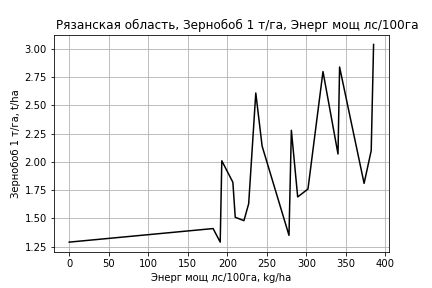 Рязанская область, Зернобоб 1 т/га, Энерг мощ лс/100га
3.00
2.75
2.50
2.25
2.00
1.75
1.50
1.25
Зернобоб 1 т/га, t/ha
0 50 100 150 200 250 300 350 400
Энерг мощ лс/100га, kg/ha